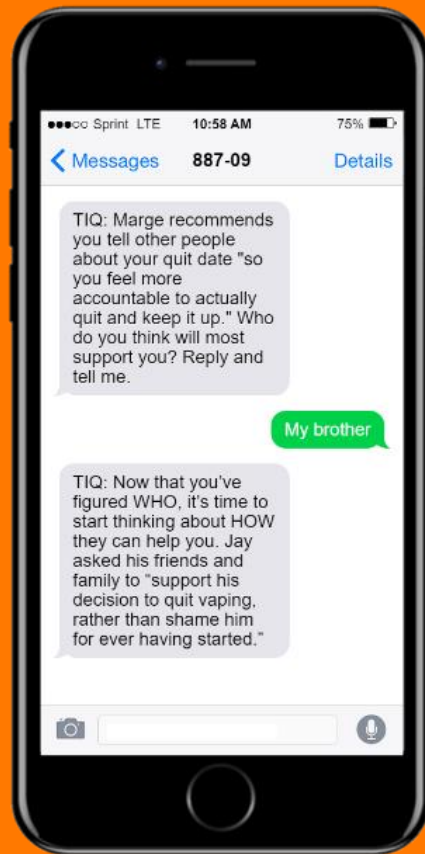 Sprint LTE 10:58 AM 75%
Messages 887-09 Details
TIQ: Marge recommends
you tell other people
about your quit date "so
you feel more
accountable to actually
quit and keep it up." Who
do you think will most
support you? Reply and
tell me.
My brother
TIQ: Now that you’ve
figured WHO, it’s time to
start thinking about HOW
they can help you. Jay
asked his friends and
family to “support his
decision to quit vaping,
rather than shame him
for ever having started.”